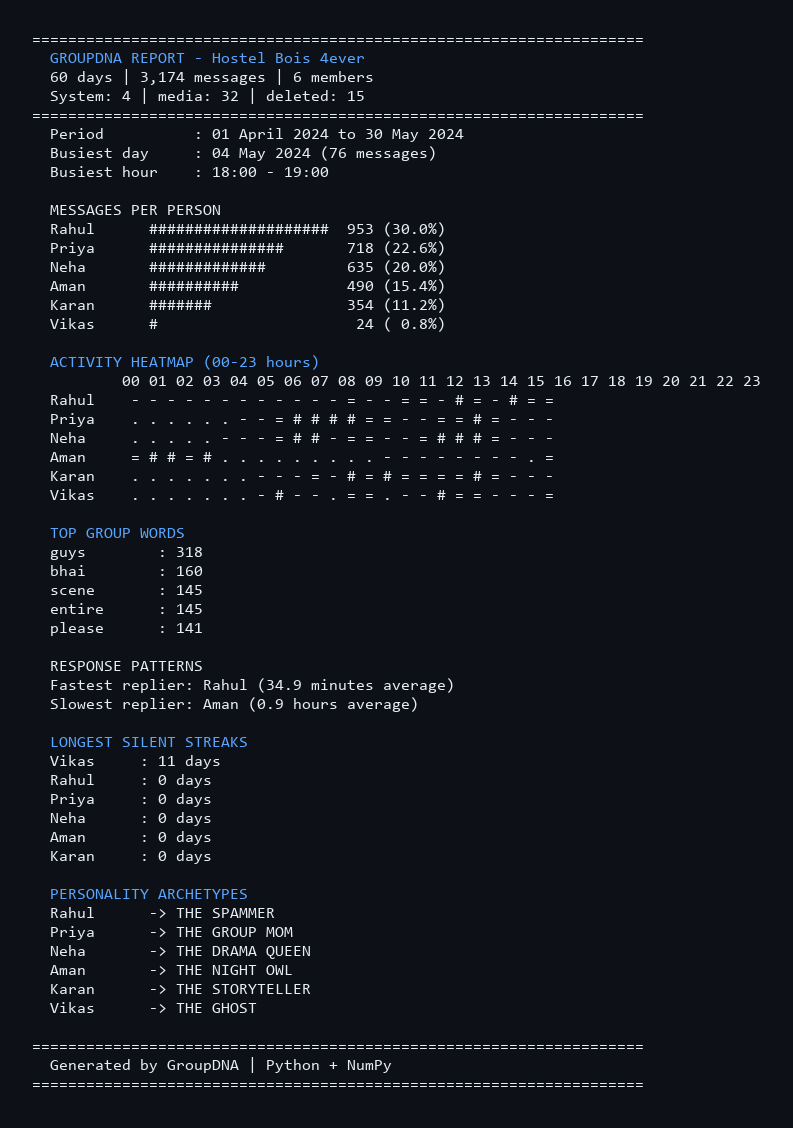 ====================================================================
GROUPDNA REPORT - Hostel Bois 4ever
60 days | 3,174 messages | 6 members
System: 4 | media: 32 | deleted: 15
====================================================================
Period          : 01 April 2024 to 30 May 2024
Busiest day     : 04 May 2024 (76 messages)
Busiest hour    : 18:00 - 19:00
MESSAGES PER PERSON
Rahul      ####################  953 (30.0%)
Priya      ###############       718 (22.6%)
Neha       #############         635 (20.0%)
Aman       ##########            490 (15.4%)
Karan      #######               354 (11.2%)
Vikas      #                      24 ( 0.8%)
ACTIVITY HEATMAP (00-23 hours)
00 01 02 03 04 05 06 07 08 09 10 11 12 13 14 15 16 17 18 19 20 21 22 23
Rahul    - - - - - - - - - - - - = - - = = - # = - # = =
Priya    . . . . . . - - = # # # # = = - - = = # = - - -
Neha     . . . . . - - - = # # - = = - - = # # # = - - -
Aman     = # # = # . . . . . . . . . - - - - - - - - . =
Karan    . . . . . . . - - - = - # = # = = = = # = - - -
Vikas    . . . . . . . - # - - . = = . - - # = = - - - =
TOP GROUP WORDS
guys        : 318
bhai        : 160
scene       : 145
entire      : 145
please      : 141
RESPONSE PATTERNS
Fastest replier: Rahul (34.9 minutes average)
Slowest replier: Aman (0.9 hours average)
LONGEST SILENT STREAKS
Vikas     : 11 days
Rahul     : 0 days
Priya     : 0 days
Neha      : 0 days
Aman      : 0 days
Karan     : 0 days
PERSONALITY ARCHETYPES
Rahul      -> THE SPAMMER
Priya      -> THE GROUP MOM
Neha       -> THE DRAMA QUEEN
Aman       -> THE NIGHT OWL
Karan      -> THE STORYTELLER
Vikas      -> THE GHOST
====================================================================
Generated by GroupDNA | Python + NumPy
====================================================================